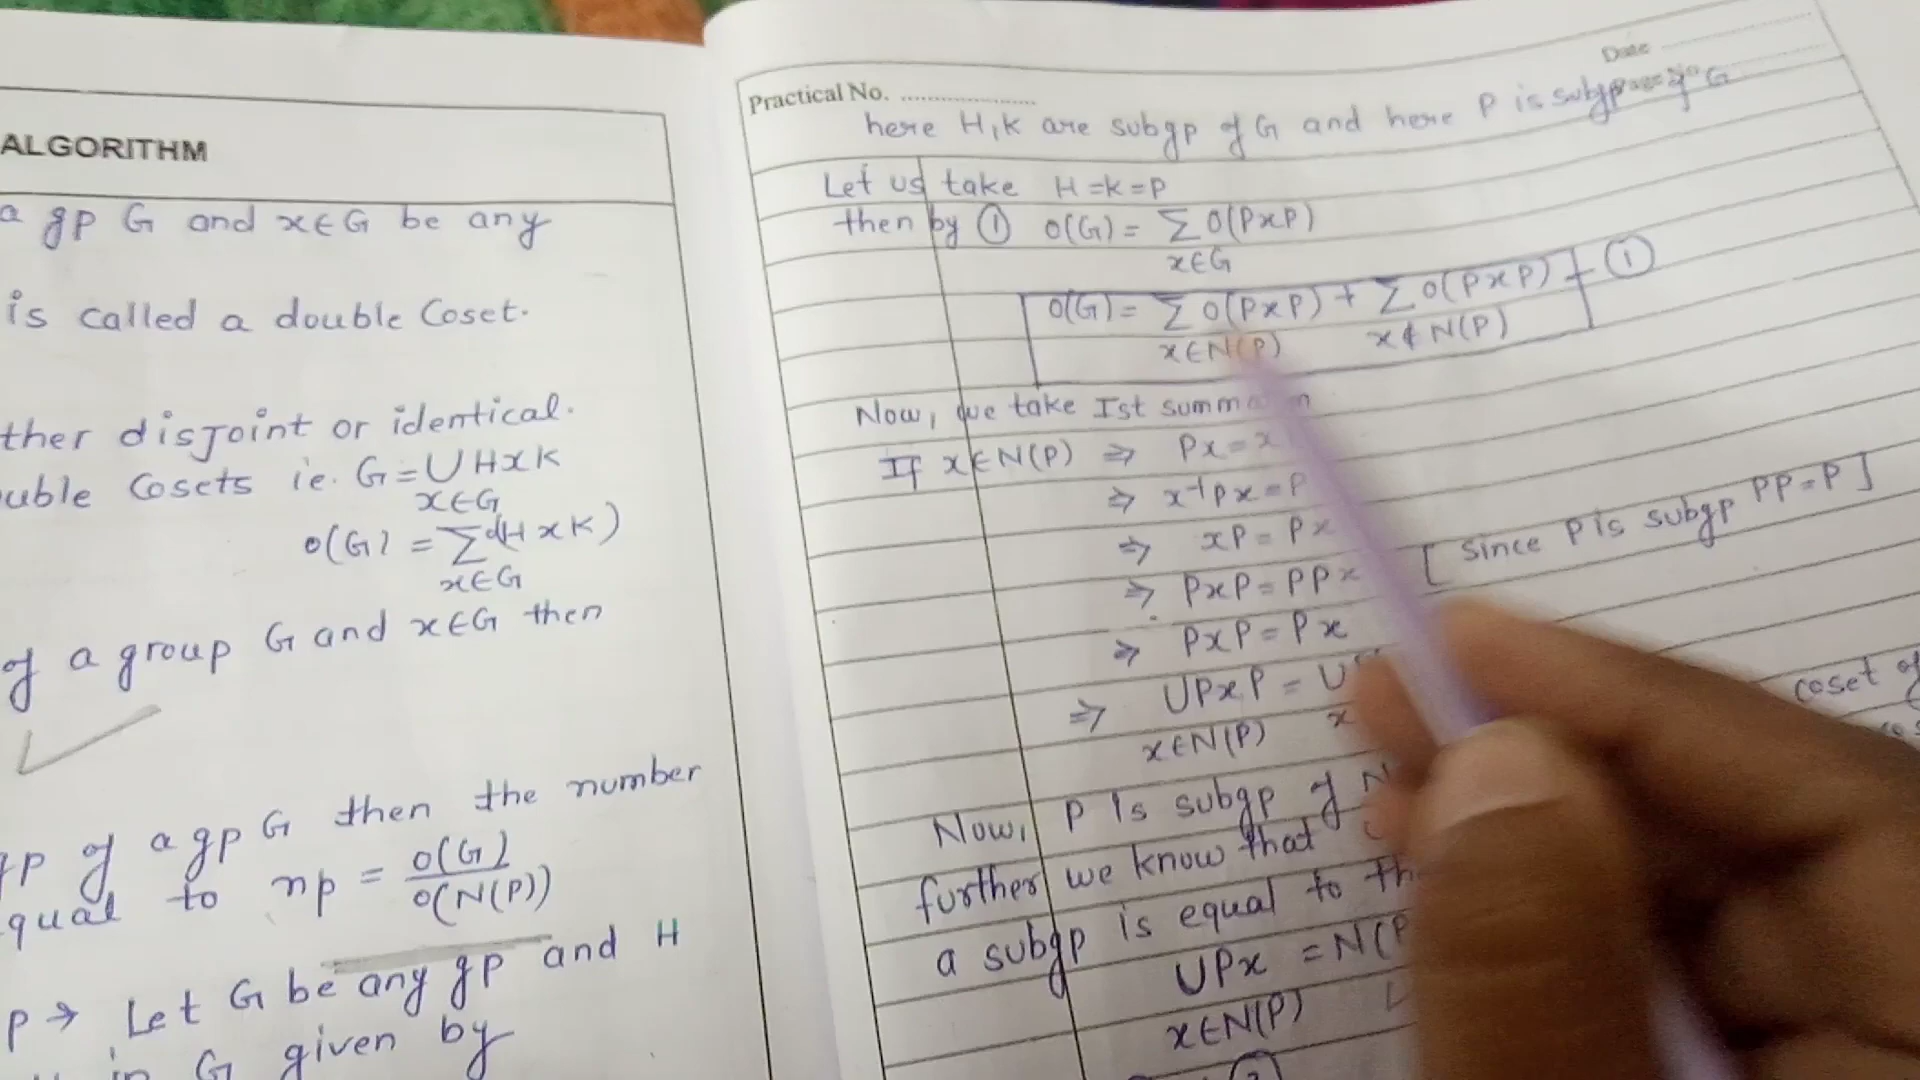 ALGORITHM
a gp G and x∈G be any
is called a double Coset.
ther disjoint or identical.
uble Cosets ie. G=∪HxK
x∈G
o(G) = ∑o(HxK)
x∈G
of a group G and x∈G then
gp of a gp G then the number
qual to np = o(G)/o(N(P))
P → Let G be any gp and H
in G given by
Date
Practical No.
here H,K are subgp of G and here P is subgp of G
Let us take H=K=P
then by ① o(G) = ∑ o(PxP)
x∈G
o(G) = ∑ o(PxP) + ∑ o(PxP) — ①
x∈N(P) x∉N(P)
Now, we take Ist
If x∈N(P) ⇒ Px=x
⇒ x⁻¹Px=P
⇒ xP=Px
⇒ PxP=PPx [since P is subgp PP=P]
⇒ PxP=Px
⇒ ∪PxP = ∪
x∈N(P) x
coset of
Now, P is subgp of N
further we know that
a subgp is equal to
∪Px = N(P
x∈N(P)